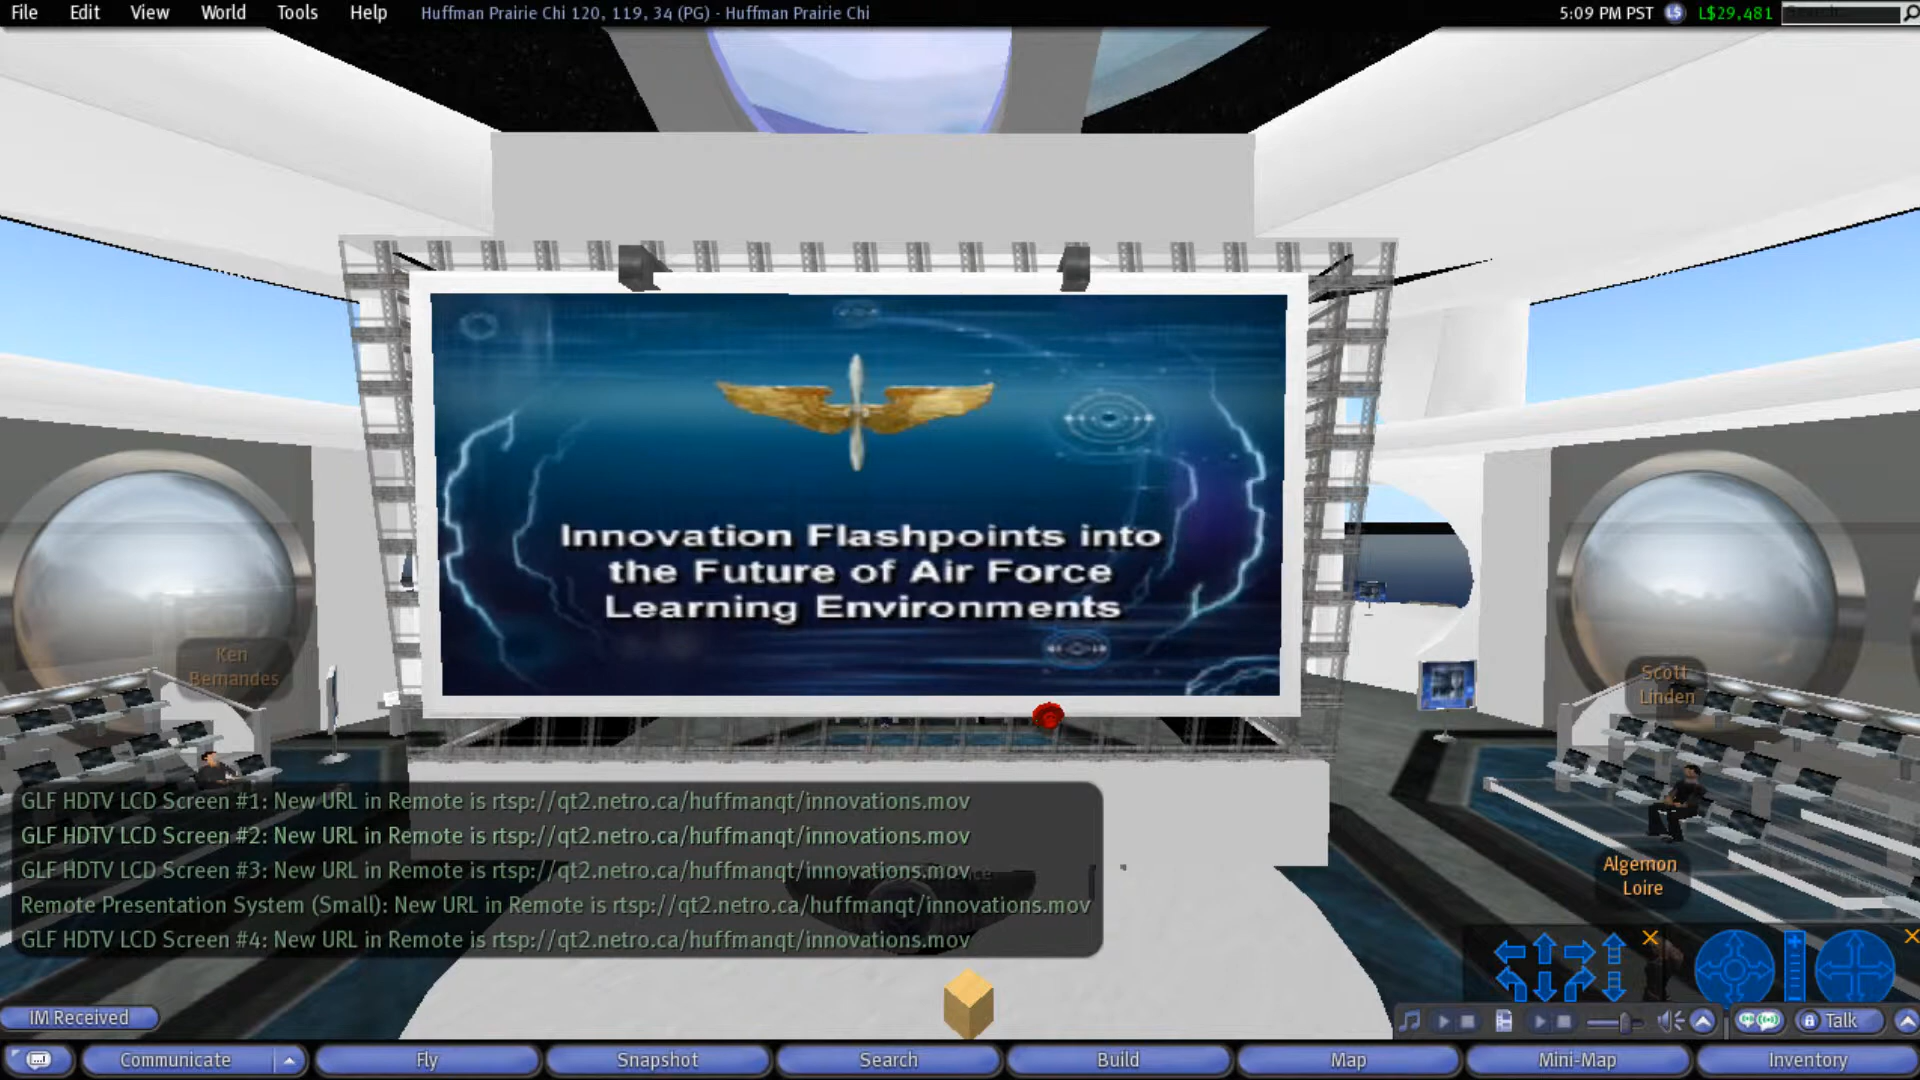 File Edit View World Tools Help Huffman Prairie Chi 120, 119, 34 (PG) - Huffman Prairie Chi 5:09 PM PST L$ L$29,481
Innovation Flashpoints into
the Future of Air Force
Learning Environments
Ken
Bernandes
Scott
Linden
GLF HDTV LCD Screen #1: New URL in Remote is rtsp://qt2.netro.ca/huffmanqt/innovations.mov
GLF HDTV LCD Screen #2: New URL in Remote is rtsp://qt2.netro.ca/huffmanqt/innovations.mov
GLF HDTV LCD Screen #3: New URL in Remote is rtsp://qt2.netro.ca/huffmanqt/innovations.mov
Remote Presentation System (Small): New URL in Remote is rtsp://qt2.netro.ca/huffmanqt/innovations.mov
GLF HDTV LCD Screen #4: New URL in Remote is rtsp://qt2.netro.ca/huffmanqt/innovations.mov
Algemon
Loire
IM Received
Talk
Communicate Fly Snapshot Search Build Map Mini-Map Inventory